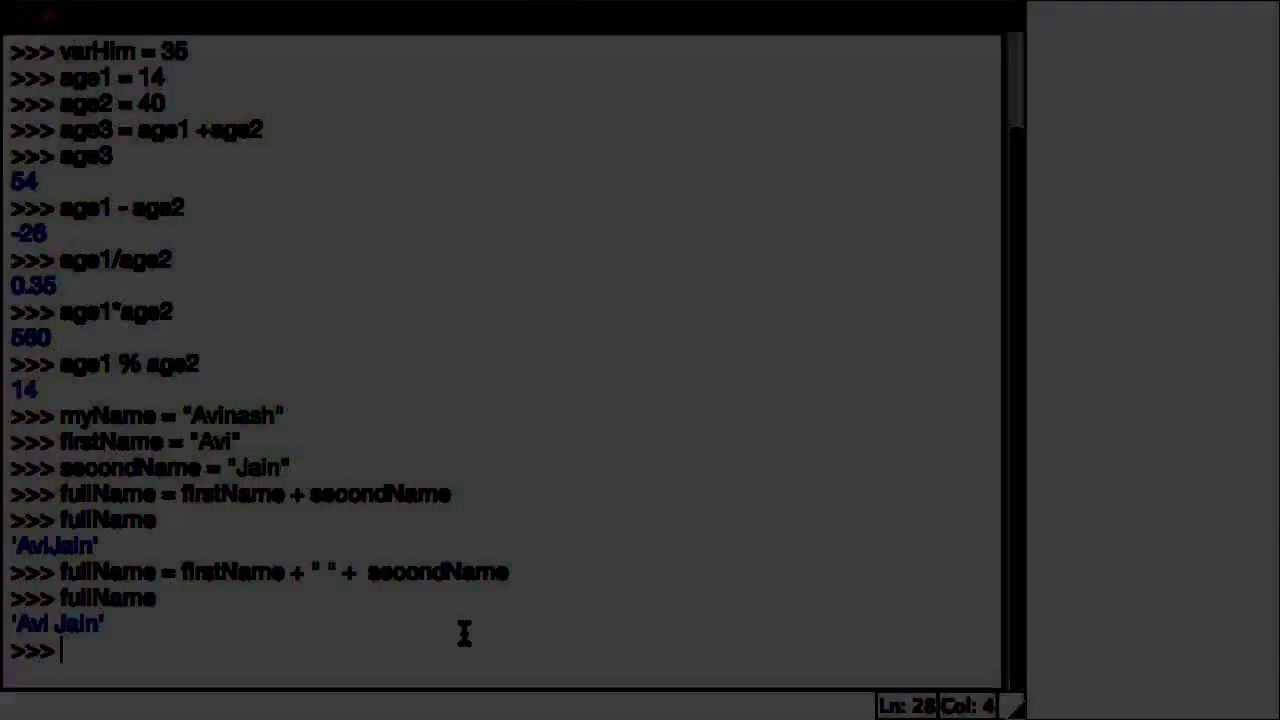 >>> varHim = 35
>>> age1 = 14
>>> age2 = 40
>>> age3 = age1 +age2
>>> age3
54
>>> age1 - age2
-26
>>> age1/age2
0.35
>>> age1*age2
560
>>> age1 % age2
14
>>> myName = "Avinash"
>>> firstName = "Avi"
>>> secondName = "Jain"
>>> fullName = firstName + secondName
>>> fullName
'AviJain'
>>> fullName = firstName + " " +  secondName
>>> fullName
'Avi Jain'
>>>
Ln: 28 Col: 4